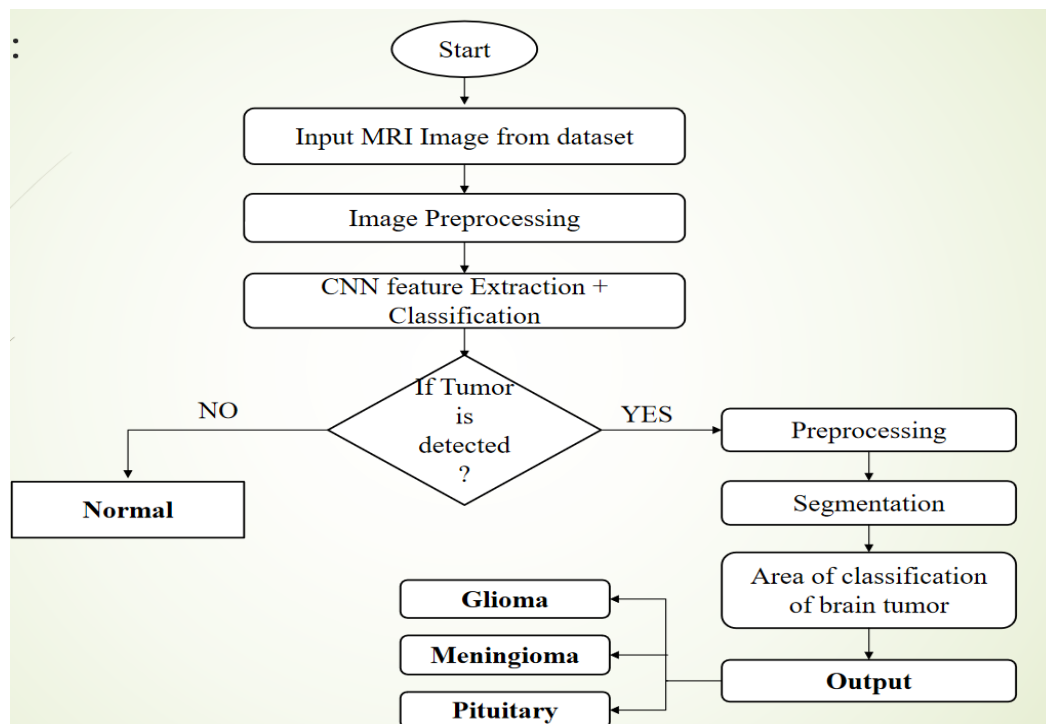 :
Start
Input MRI Image from dataset
Image Preprocessing
CNN feature Extraction +
Classification
If Tumor
is
detected
?
NO
YES
Normal
Preprocessing
Segmentation
Area of classification
of brain tumor
Output
Glioma
Meningioma
Pituitary